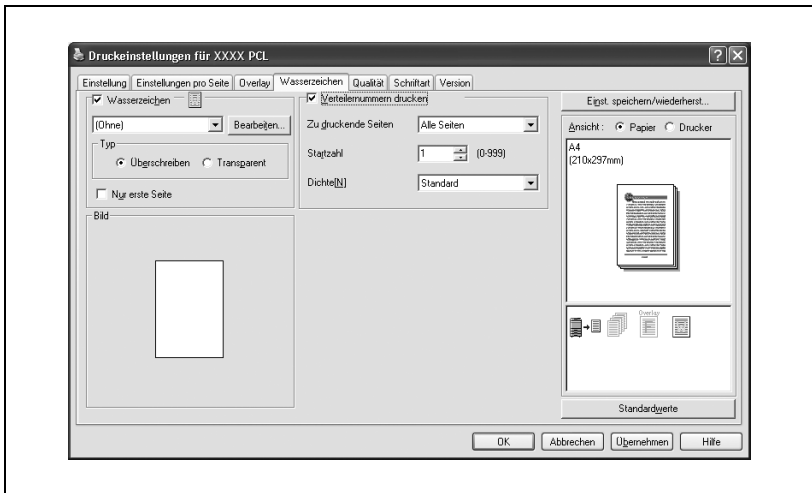 Druckeinstellungen für XXXX PCL
Einstellung Einstellungen pro Seite Overlay Wasserzeichen Qualität Schriftart Version
Wasserzeichen
(Ohne) Bearbeiten...
Typ
Überschreiben Transparent
Nur erste Seite
Bild
Verteilernummern drucken
Zu druckende Seiten Alle Seiten
Startzahl 1 (0-999)
Dichte[N] Standard
Einst. speichern/wiederherst...
Ansicht: Papier Drucker
A4
(210x297mm)
Overlay
Standardwerte
OK Abbrechen Übernehmen Hilfe